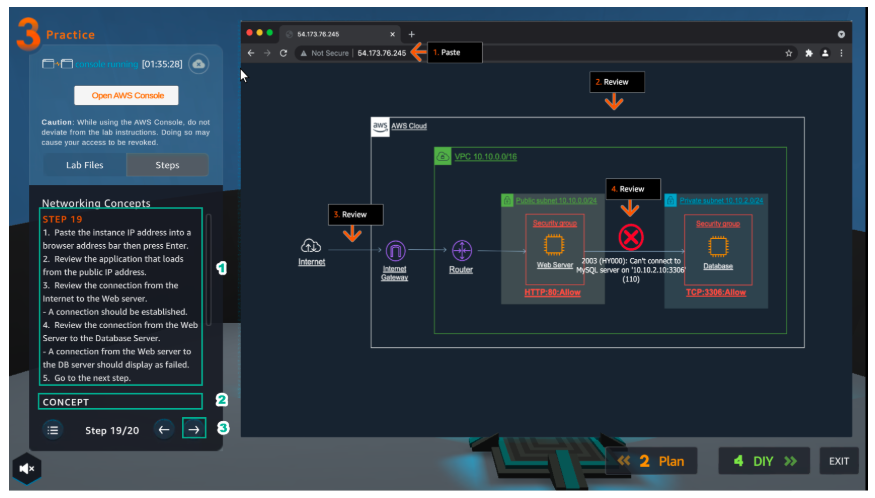 3 Practice
console running [01:35:28]
Open AWS Console
Caution: While using the AWS Console, do not
deviate from the lab instructions. Doing so may
cause your access to be revoked.
Lab Files Steps
Networking Concepts
STEP 19
1. Paste the instance IP address into a
browser address bar then press Enter.
2. Review the application that loads
from the public IP address.
3. Review the connection from the
Internet to the Web server.
- A connection should be established.
4. Review the connection from the Web
Server to the Database Server.
- A connection from the Web server to
the DB server should display as failed.
5. Go to the next step.
1
CONCEPT
2
Step 19/20
3
54.173.76.245
Not Secure | 54.173.76.245
1. Paste
2. Review
aws AWS Cloud
VPC 10.10.0.0/16
Public subnet 10.10.0.0/24
4. Review
Private subnet 10.10.2.0/24
3. Review
Security group
Security group
Internet
Internet
Gateway
Router
Web Server
2003 (HY000): Can't connect to
MySQL server on '10.10.2.10:3306'
(110)
Database
HTTP:80:Allow
TCP:3306:Allow
2 Plan
4 DIY
EXIT